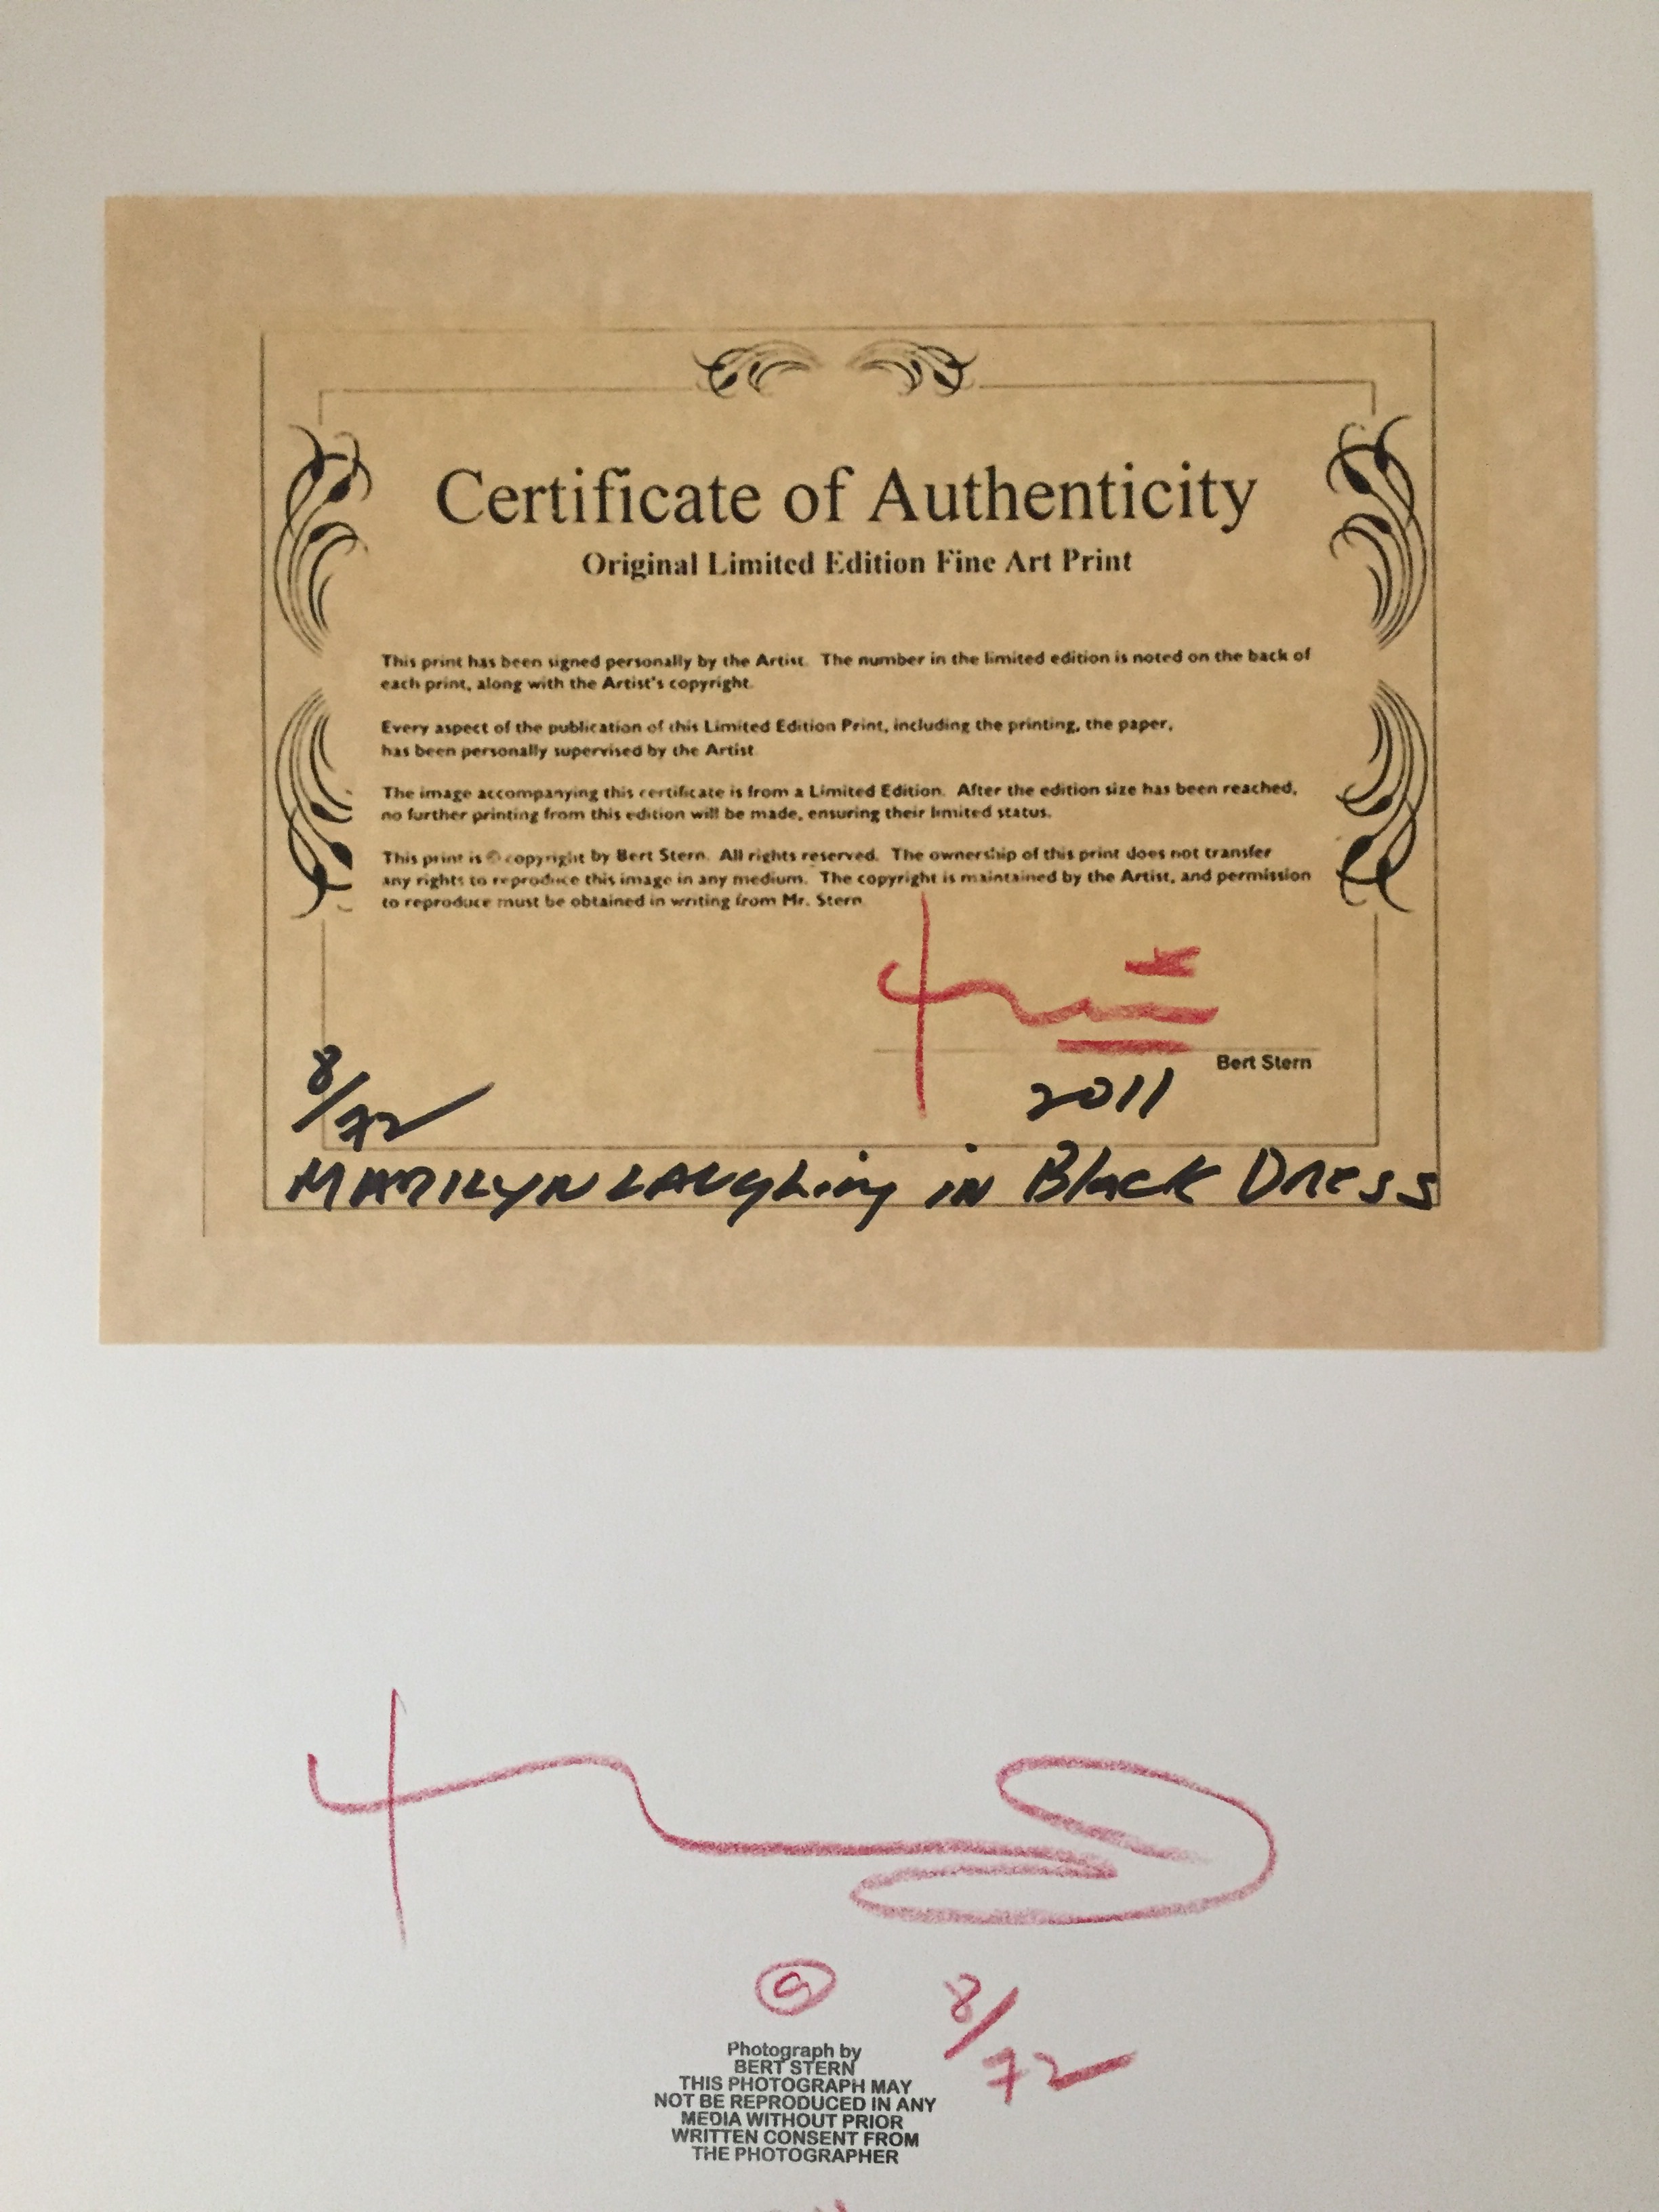 Certificate of Authenticity
Original Limited Edition Fine Art Print
This print has been signed personally by the Artist. The number in the limited edition is noted on the back of
each print, along with the Artist's copyright.
Every aspect of the publication of this Limited Edition Print, including the printing, the paper,
has been personally supervised by the Artist
The image accompanying this certificate is from a Limited Edition. After the edition size has been reached,
no further printing from this edition will be made, ensuring their limited status.
This print is © copyright by Bert Stern. All rights reserved. The ownership of this print does not transfer
any rights to reproduce this image in any medium. The copyright is maintained by the Artist, and permission
to reproduce must be obtained in writing from Mr. Stern
Bert Stern
8/72
2011
MARILYN LAUGhing iN Black Dress
©
8/72
Photograph by
BERT STERN
THIS PHOTOGRAPH MAY
NOT BE REPRODUCED IN ANY
MEDIA WITHOUT PRIOR
WRITTEN CONSENT FROM
THE PHOTOGRAPHER